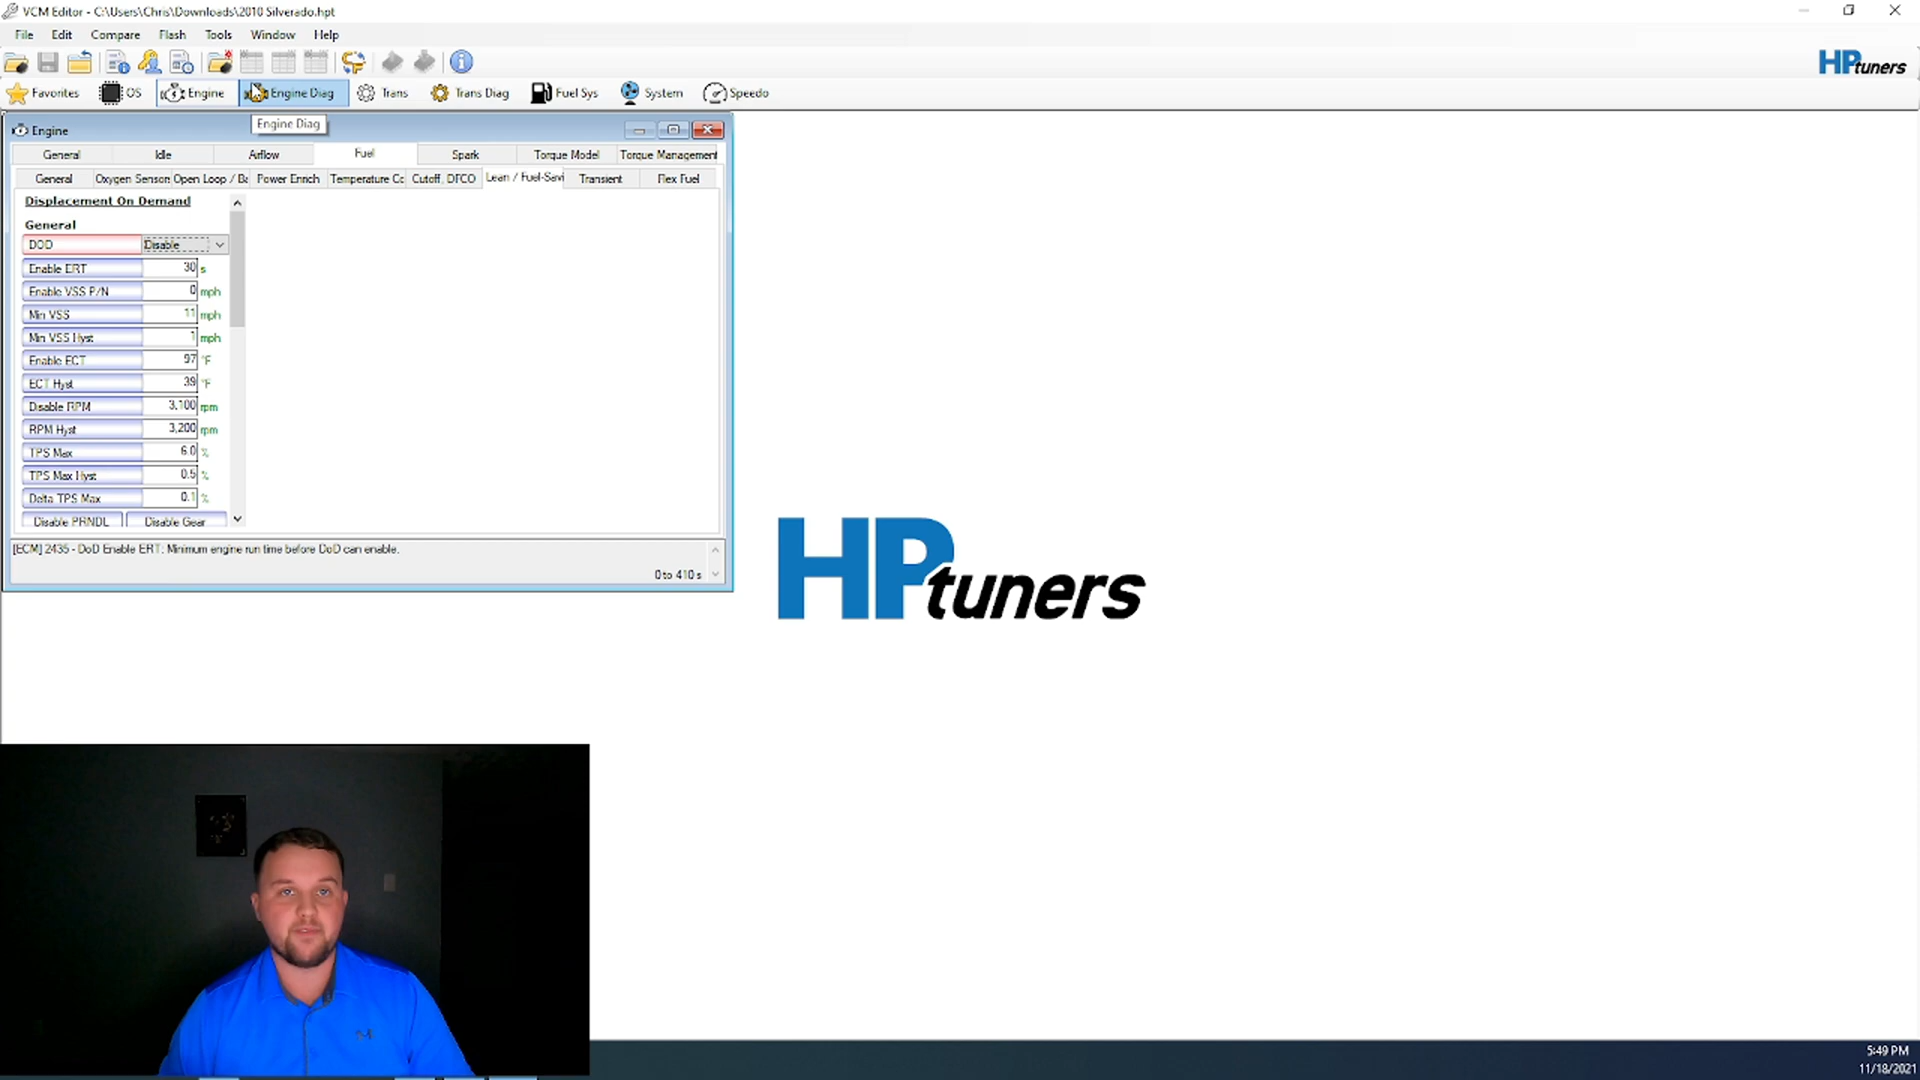 VCM Editor - C:\Users\Chris\Downloads\2010 Silverado.hpt
File Edit Compare Flash Tools Window Help
HPtuners
Favorites OS Engine Engine Diag Trans Trans Diag Fuel Sys System Speedo
Engine Diag
Engine
General Idle Airflow Fuel Spark Torque Model Torque Management
General Oxygen Sensors Open Loop / Ba Power Enrich Temperature Cc Cutoff, DFCO Lean / Fuel-Savi Transient Flex Fuel
Displacement On Demand
General
DOD Disable
Enable ERT 30 s
Enable VSS P/N 0 mph
Min VSS 11 mph
Min VSS Hyst 1 mph
Enable ECT 97 °F
ECT Hyst 39 °F
Disable RPM 3,100 rpm
RPM Hyst 3,200 rpm
TPS Max 6.0 %
TPS Max Hyst 0.5 %
Delta TPS Max 0.1 %
Disable PRNDL Disable Gear
[ECM] 2435 - DoD Enable ERT: Minimum engine run time before DoD can enable.
0 to 410 s
HPtuners
5:49 PM
11/18/2021